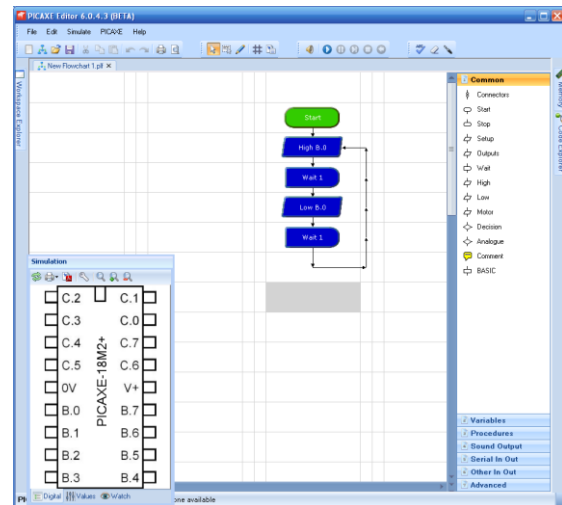 PICAXE Editor 6.0.4.3 (BETA)
File Edit Simulate PICAXE Help
New Flowchart 1.plf
Workspace Explorer
Start
High B.0
Wait 1
Low B.0
Wait 1
Common
Connectors
Start
Stop
Setup
Outputs
Wait
High
Low
Motor
Decision
Analogue
Comment
BASIC
Variables
Procedures
Sound Output
Serial In Out
Other In Out
Advanced
Code Explorer
Simulation
C.2 C.1
C.3 C.0
C.4 C.7
C.5 C.6
0V V+
B.0 B.7
B.1 B.6
B.2 B.5
B.3 B.4
PICAXE-18M2+
Digital Values Watch
available